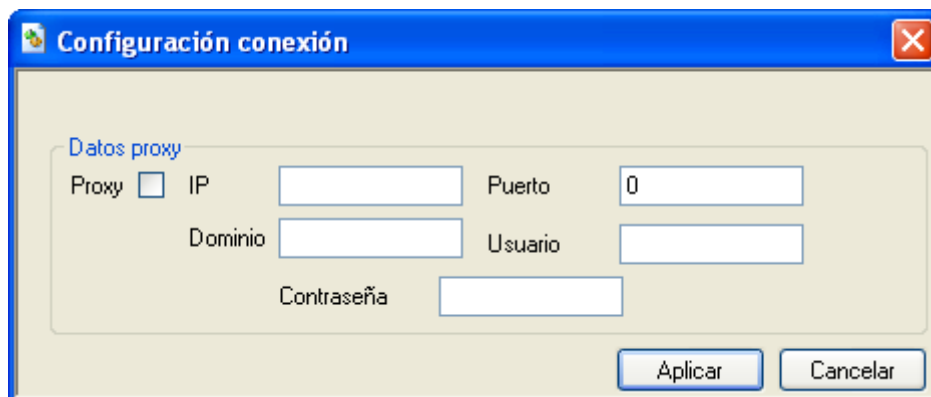 Configuración conexión
Datos proxy
Proxy IP Puerto 0
Dominio Usuario
Contraseña
Aplicar Cancelar